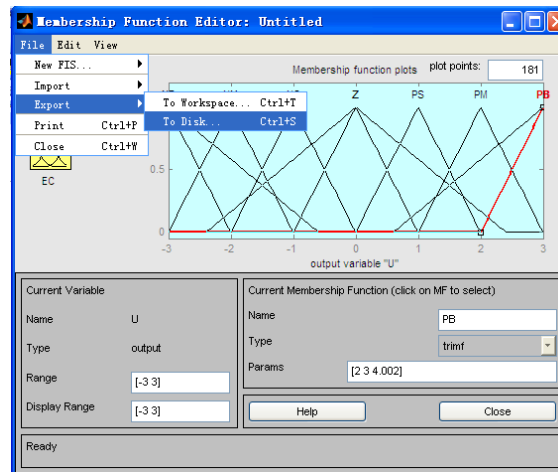 Membership Function Editor: Untitled
File Edit View
New FIS...
Import
Export
Print Ctrl+P
Close Ctrl+W
To Workspace... Ctrl+T
To Disk... Ctrl+S
Membership function plots plot points: 181
Z PS PM PB
EC
0.5
0
-3 -2 -1 0 1 2 3
output variable "U"
Current Variable
Name U
Type output
Range [-3 3]
Display Range [-3 3]
Current Membership Function (click on MF to select)
Name PB
Type trimf
Params [2 3 4.002]
Help Close
Ready